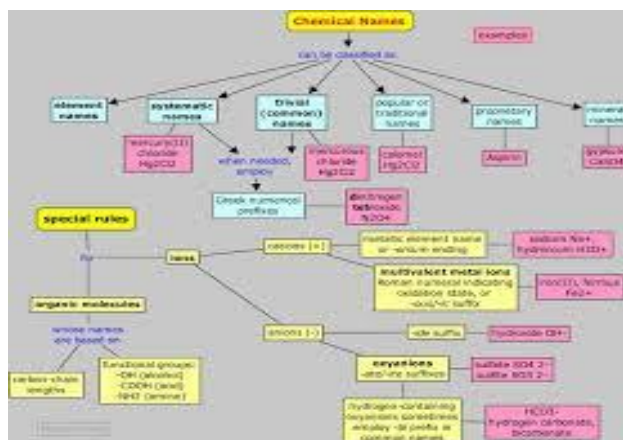 Chemical Names
examples
can be classified as
element
names
systematic
names
trivial
(common)
names
popular or
traditional
names
proprietary
names
mineral
names
mercury(II)
chloride
Hg2Cl2
mercurous
chloride
Hg2Cl2
calomel
Hg2Cl2
Aspirin
gypsum
when needed,
employ
Greek numerical
prefixes
dinitrogen
tetroxide
N2O4
special rules
for
ions
cations (+)
metallic element name
or -onium ending
sodium Na+,
hydronium H3O+
multivalent metal ions
Roman numeral indicating
oxidation state, or
-ous/-ic suffix
iron(II), ferrous
Fe2+
organic molecules
whose names
are based on
carbon-chain
lengths
functional groups:
-OH (alcohol)
-COOH (acid)
-NH2 (amine)
anions (-)
-ide suffix
hydroxide OH-
oxyanions
-ate/-ite suffixes
sulfate SO4 2-
sulfite SO3 2-
hydrogen-containing
oxyanions sometimes
employ -bi prefix in
common names
HCO3-
hydrogen carbonate,
bicarbonate